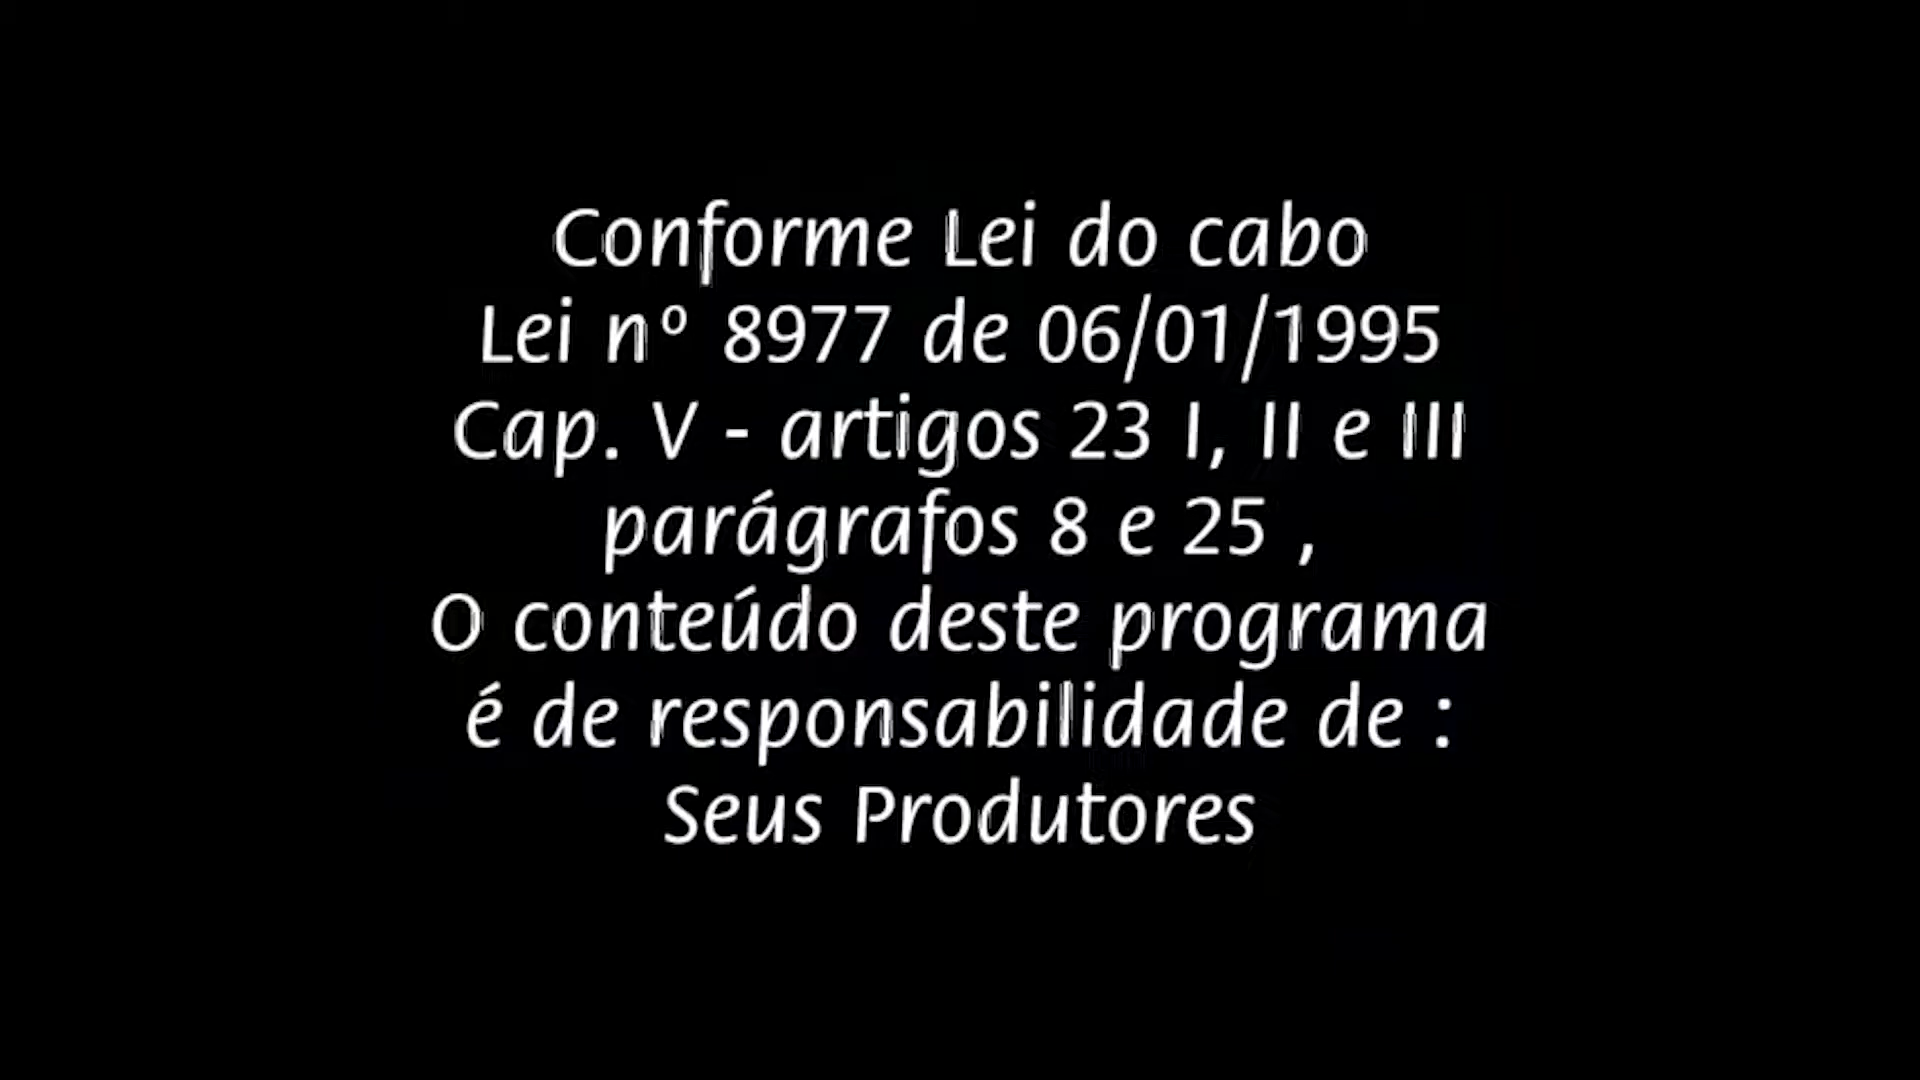 Conforme Lei do cabo
Lei nº 8977 de 06/01/1995
Cap. V - artigos 23 I, II e III
parágrafos 8 e 25 ,
O conteúdo deste programa
é de responsabilidade de :
Seus Produtores